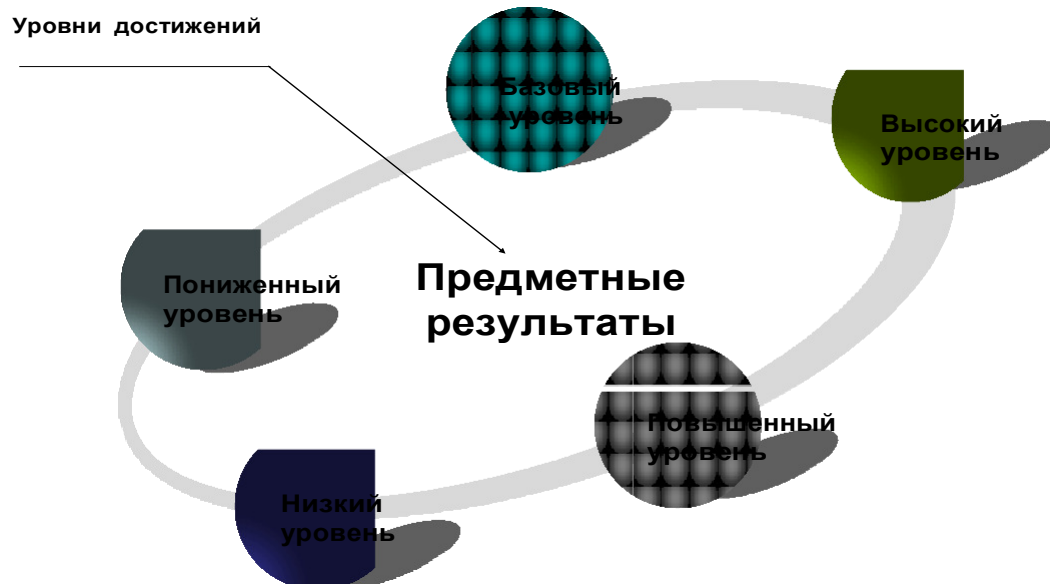 Уровни достижений
Базовый
уровень
Высокий
уровень
Пониженный
уровень
Предметные
результаты
Повышенный
уровень
Низкий
уровень